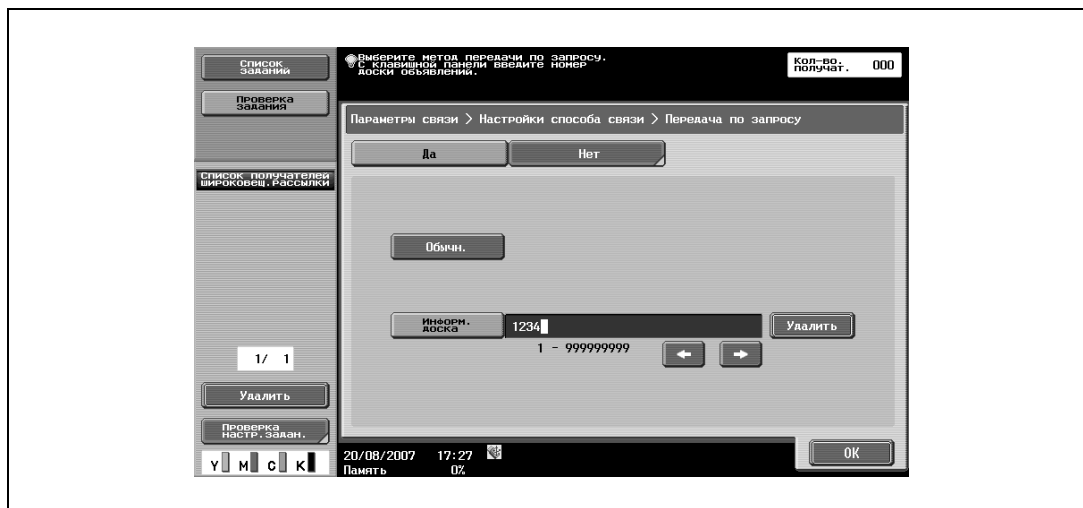 Список
заданий
Выберите метод передачи по запросу.
С клавишной панели введите номер
доски объявлений.
Кол-во.
получат. 000
Проверка
задания
Параметры связи > Настройки способа связи > Передача по запросу
Да Нет
Список получателей
широковещ.рассылки
Обычн.
Информ.
доска 1234 Удалить
1 - 999999999
1/ 1
Удалить
Проверка
настр.задан.
Y M C K
20/08/2007 17:27
Память 0%
OK